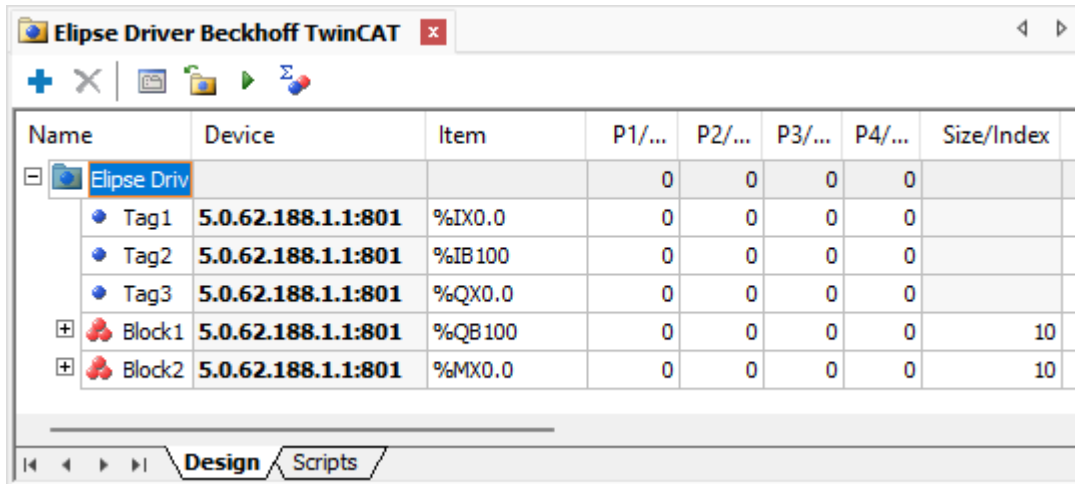 Elipse Driver Beckhoff TwinCAT
Name Device Item P1/... P2/... P3/... P4/... Size/Index
Elipse Driv 0 0 0 0
Tag1 5.0.62.188.1.1:801 %IX0.0 0 0 0 0
Tag2 5.0.62.188.1.1:801 %IB100 0 0 0 0
Tag3 5.0.62.188.1.1:801 %QX0.0 0 0 0 0
Block1 5.0.62.188.1.1:801 %QB100 0 0 0 0 10
Block2 5.0.62.188.1.1:801 %MX0.0 0 0 0 0 10
Design Scripts